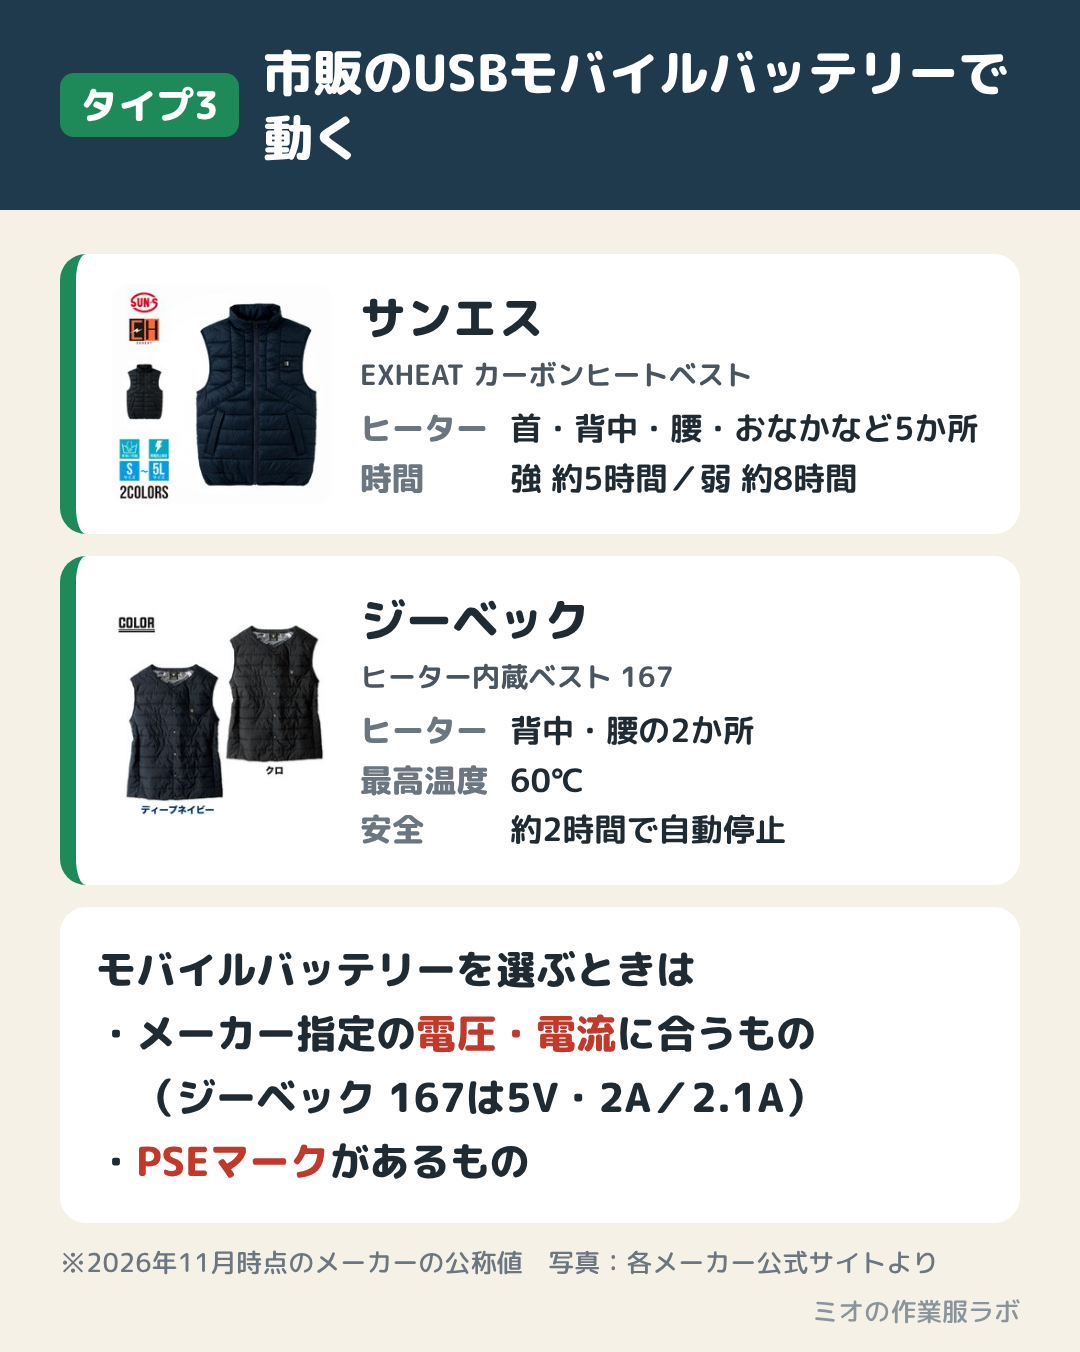 タイプ3
市販のUSBモバイルバッテリーで
動く
SUN-S
EH
EXHEAT
S
サイズ
~
5L
サイズ
2COLORS
サンエス
EXHEAT カーボンヒートベスト
ヒーター 首・背中・腰・おなかなど5か所
時間 強 約5時間／弱 約8時間
COLOR
クロ
ディープネイビー
ジーベック
ヒーター内蔵ベスト 167
ヒーター 背中・腰の2か所
最高温度 60℃
安全 約2時間で自動停止
モバイルバッテリーを選ぶときは
・メーカー指定の電圧・電流に合うもの
（ジーベック 167は5V・2A／2.1A）
・PSEマークがあるもの
※2026年11月時点のメーカーの公称値　写真：各メーカー公式サイトより
ミオの作業服ラボ